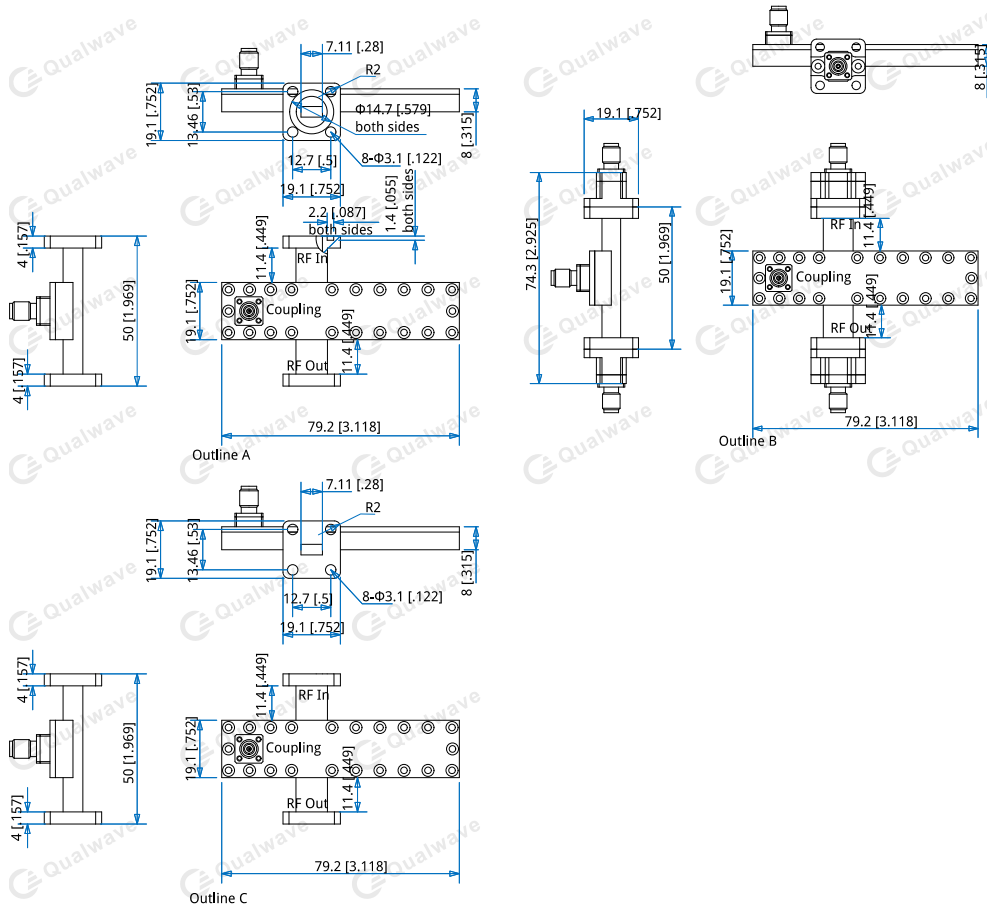 7.11 [.28]
R2
19.1 [.752]
13.46 [.53]
Φ14.7 [.579]
both sides
8 [.315]
8-Φ3.1 [.122]
12.7 [.5]
19.1 [.752]
2.2 [.087]
both sides
1.4 [.055]
both sides
4 [.157]
50 [1.969]
4 [.157]
11.4 [.449]
RF In
19.1 [.752]
Coupling
11.4 [.449]
RF Out
79.2 [3.118]
Outline A
8 [.315]
19.1 [.752]
74.3 [2.925]
50 [1.969]
RF In
11.4 [.449]
19.1 [.752]
Coupling
RF Out
11.4 [.449]
79.2 [3.118]
Outline B
7.11 [.28]
R2
19.1 [.752]
13.46 [.53]
8 [.315]
8-Φ3.1 [.122]
12.7 [.5]
19.1 [.752]
4 [.157]
50 [1.969]
4 [.157]
11.4 [.449]
RF In
19.1 [.752]
Coupling
11.4 [.449]
RF Out
79.2 [3.118]
Outline C
Qualwave